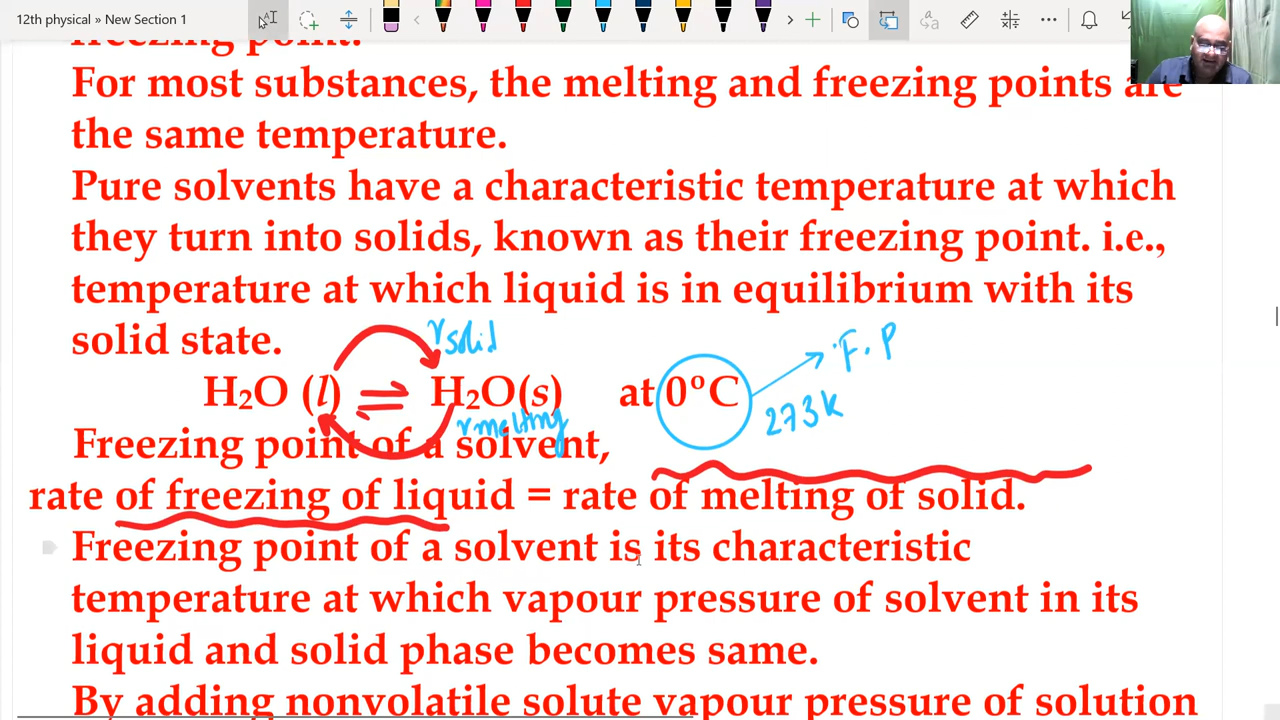 12th physical » New Section 1
freezing point.
For most substances, the melting and freezing points are
the same temperature.
Pure solvents have a characteristic temperature at which
they turn into solids, known as their freezing point. i.e.,
temperature at which liquid is in equilibrium with its
solid state.
rsolid
F.P
H₂O (l) ⇌ H₂O(s) at 0°C
273k
rmelting
Freezing point of a solvent,
rate of freezing of liquid = rate of melting of solid.
Freezing point of a solvent is its characteristic
temperature at which vapour pressure of solvent in its
liquid and solid phase becomes same.
By adding nonvolatile solute vapour pressure of solution